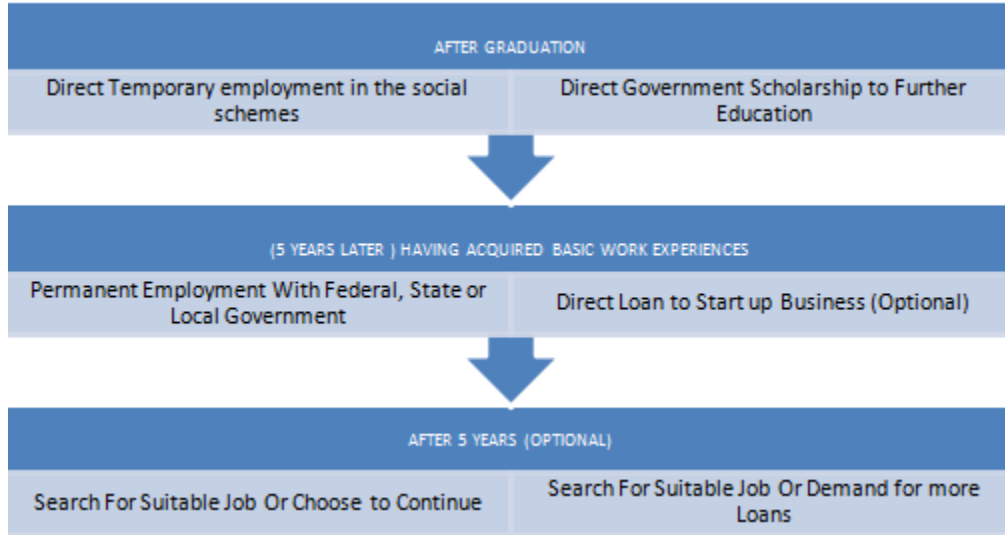 AFTER GRADUATION
Direct Temporary employment in the social
schemes
Direct Government Scholarship to Further
Education
(5 YEARS LATER ) HAVING ACQUIRED BASIC WORK EXPERIENCES
Permanent Employment With Federal, State or
Local Government
Direct Loan to Start up Business (Optional)
AFTER 5 YEARS (OPTIONAL)
Search For Suitable Job Or Choose to Continue
Search For Suitable Job Or Demand for more
Loans